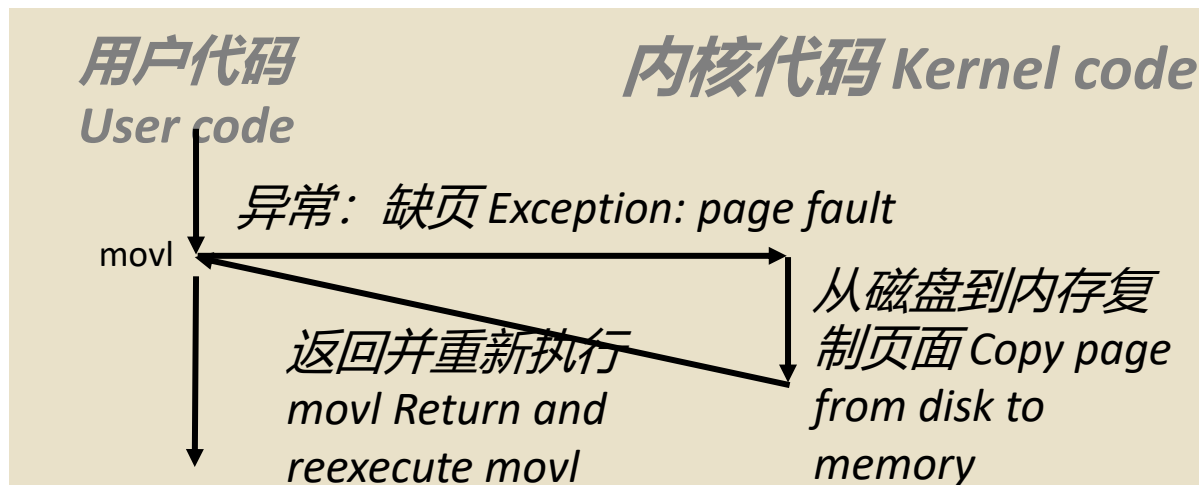 用户代码
User code
内核代码 Kernel code
异常：缺页 Exception: page fault
movl
从磁盘到内存复
制页面 Copy page
from disk to
memory
返回并重新执行
movl Return and
reexecute movl